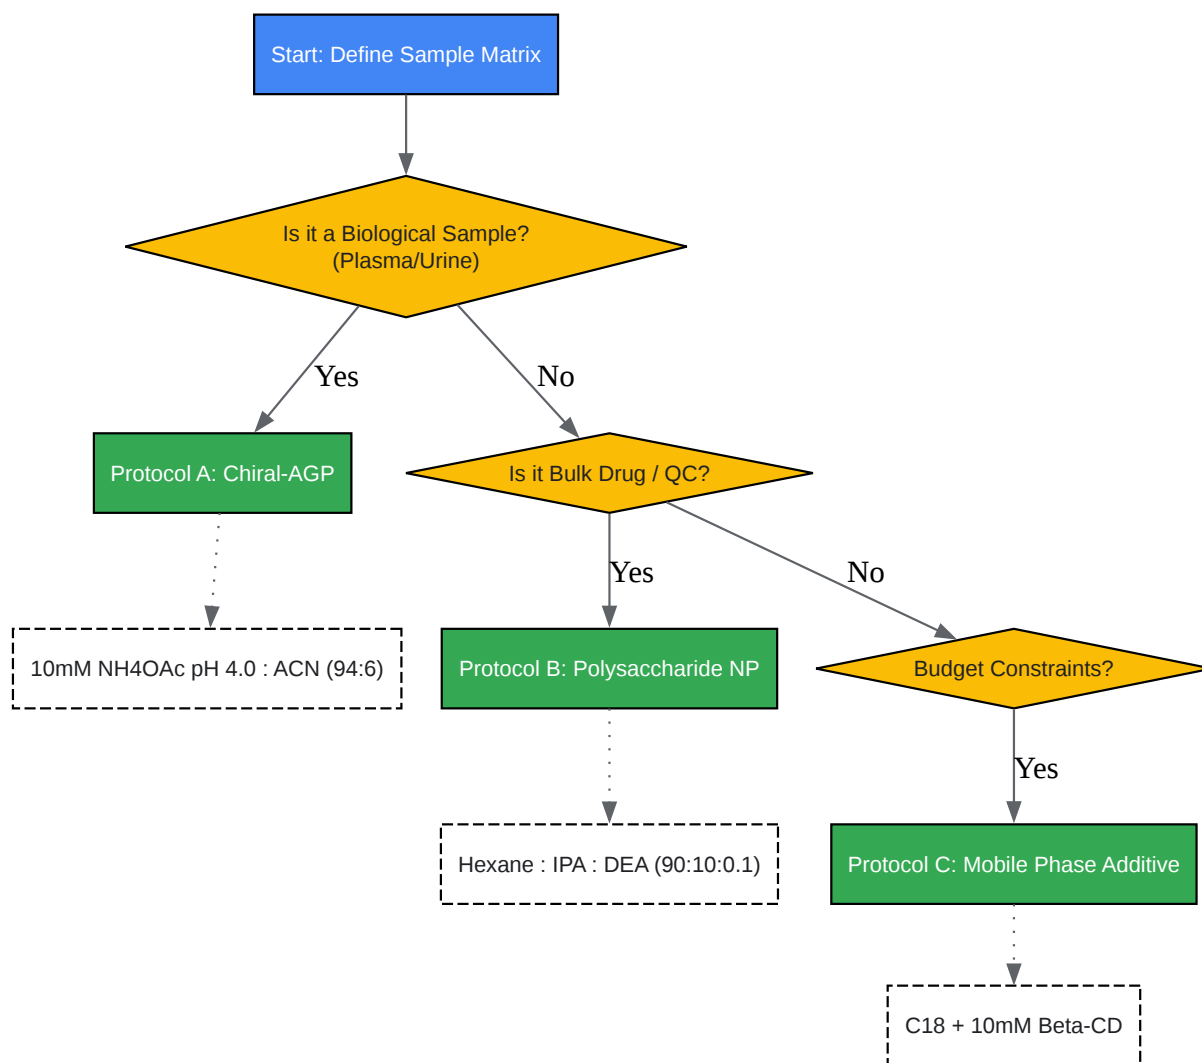 Start: Define Sample Matrix
Is it a Biological Sample?
(Plasma/Urine)
Yes
No
Protocol A: Chiral-AGP
Is it Bulk Drug / QC?
Yes
No
10mM NH4OAc pH 4.0 : ACN (94:6)
Protocol B: Polysaccharide NP
Budget Constraints?
Yes
Hexane : IPA : DEA (90:10:0.1)
Protocol C: Mobile Phase Additive
C18 + 10mM Beta-CD